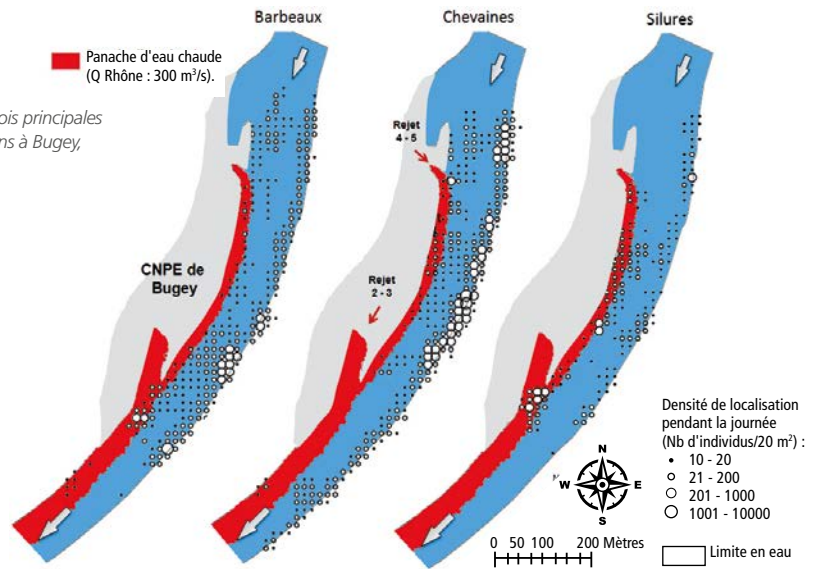 Barbeaux
Chevaines
Silures
Panache d'eau chaude
(Q Rhône : 300 m³/s).
ois principales
ns à Bugey,
Rejet
4 - 5
CNPE de
Bugey
Rejet
2 - 3
Densité de localisation
pendant la journée
(Nb d'individus/20 m²) :
10 - 20
21 - 200
201 - 1000
1001 - 10000
N
W
E
S
0 50 100 200 Mètres
Limite en eau